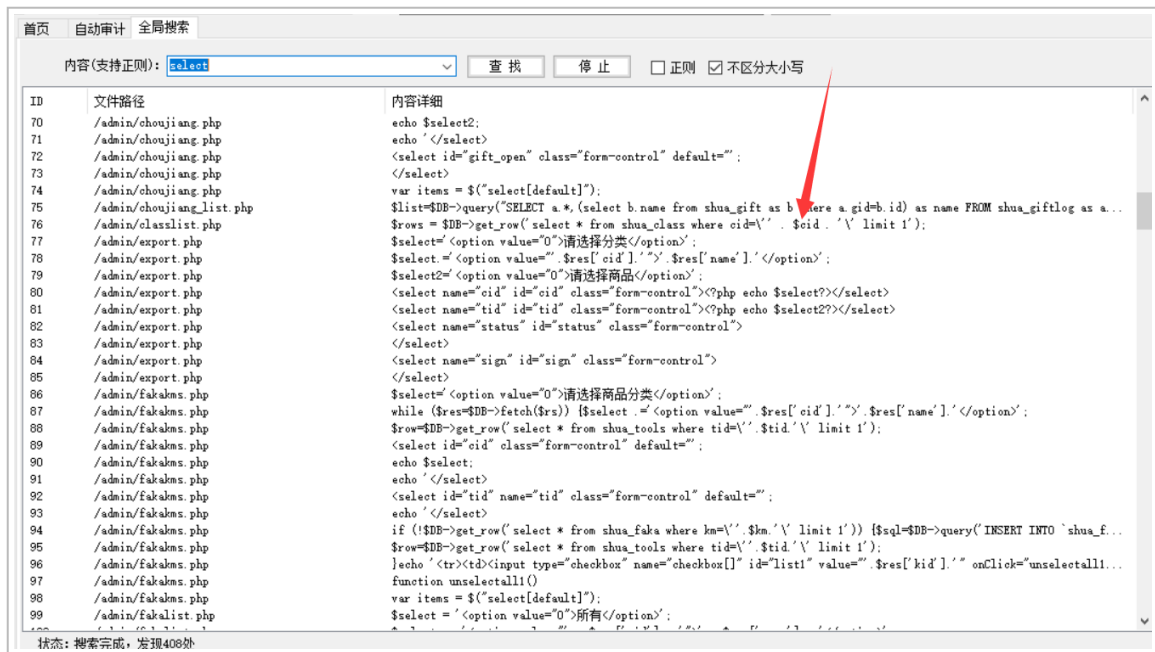 首页 自动审计 全局搜索
内容(支持正则): select 查 找 停 止 正则 不区分大小写
ID 文件路径 内容详细
70 /admin/choujiang.php echo $select2;
71 /admin/choujiang.php echo '</select>
72 /admin/choujiang.php <select id="gift_open" class="form-control" default="';
73 /admin/choujiang.php </select>
74 /admin/choujiang.php var items = $("select[default]");
75 /admin/choujiang_list.php $list=$DB->query("SELECT a.*,(select b.name from shua_gift as b where a.gid=b.id) as name FROM shua_giftlog as a...
76 /admin/classlist.php $rows = $DB->get_row('select * from shua_class where cid=\'' . $cid . '\' limit 1');
77 /admin/export.php $select='<option value="0">请选择分类</option>';
78 /admin/export.php $select.='<option value="'.$res['cid'].'">'.$res['name'].'</option>';
79 /admin/export.php $select2='<option value="0">请选择商品</option>';
80 /admin/export.php <select name="cid" id="cid" class="form-control"><?php echo $select?></select>
81 /admin/export.php <select name="tid" id="tid" class="form-control"><?php echo $select2?></select>
82 /admin/export.php <select name="status" id="status" class="form-control">
83 /admin/export.php </select>
84 /admin/export.php <select name="sign" id="sign" class="form-control">
85 /admin/export.php </select>
86 /admin/fakakms.php $select='<option value="0">请选择商品分类</option>';
87 /admin/fakakms.php while ($res=$DB->fetch($rs)) {$select .='<option value="'.$res['cid'].'">'.$res['name'].'</option>';
88 /admin/fakakms.php $row=$DB->get_row('select * from shua_tools where tid=\''.$tid.'\' limit 1');
89 /admin/fakakms.php <select id="cid" class="form-control" default="';
90 /admin/fakakms.php echo $select;
91 /admin/fakakms.php echo '</select>
92 /admin/fakakms.php <select id="tid" name="tid" class="form-control" default="';
93 /admin/fakakms.php echo '</select>
94 /admin/fakakms.php if (!$DB->get_row('select * from shua_faka where km=\''.$km.'\' limit 1')) {$sql=$DB->query('INSERT INTO `shua_f...
95 /admin/fakakms.php $row=$DB->get_row('select * from shua_tools where tid=\''.$tid.'\' limit 1');
96 /admin/fakakms.php }echo '<tr><td><input type="checkbox" name="checkbox[]" id="list1" value="'.$res['kid'].'" onClick="unselectall1...
97 /admin/fakakms.php function unselectall1()
98 /admin/fakakms.php var items = $("select[default]");
99 /admin/fakalist.php $select = '<option value="0">所有</option>';
状态: 搜索完成，发现408处